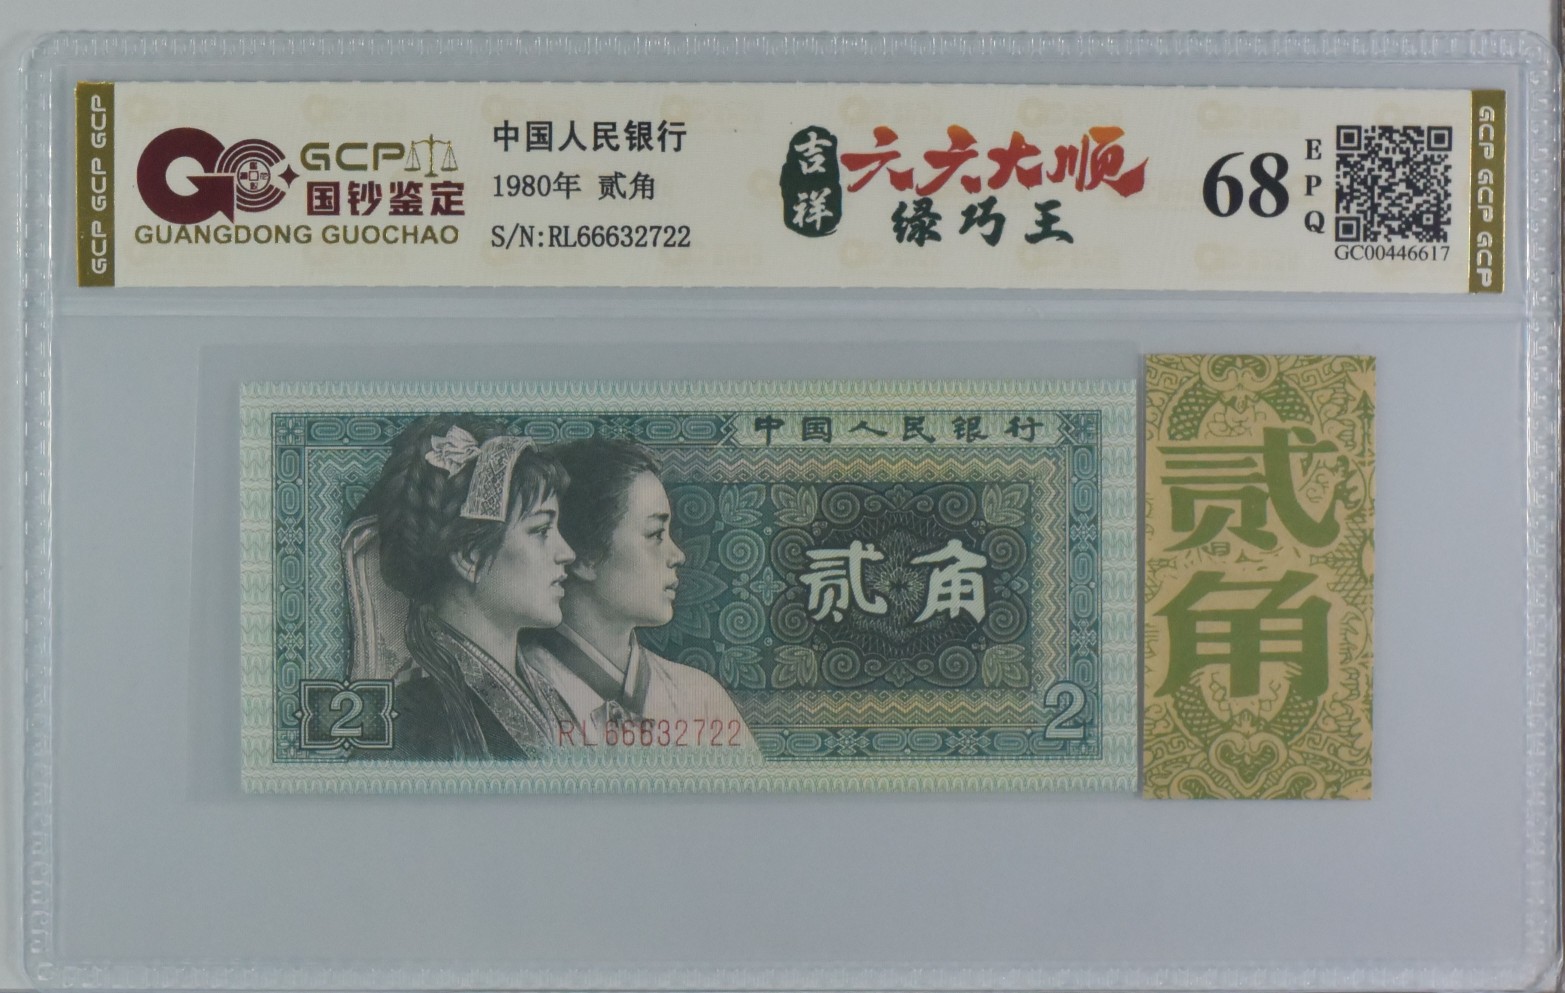 GCP GCP GCP
GCP
国钞鉴定
GUANGDONG GUOCHAO
中国人民银行
1980年 贰角
S/N:RL66632722
吉祥
六六大顺
绿巧王
68
EPQ
GC00446617
GCP GCP GCP
中国人民银行
贰角
2
2
RL66632722
贰角